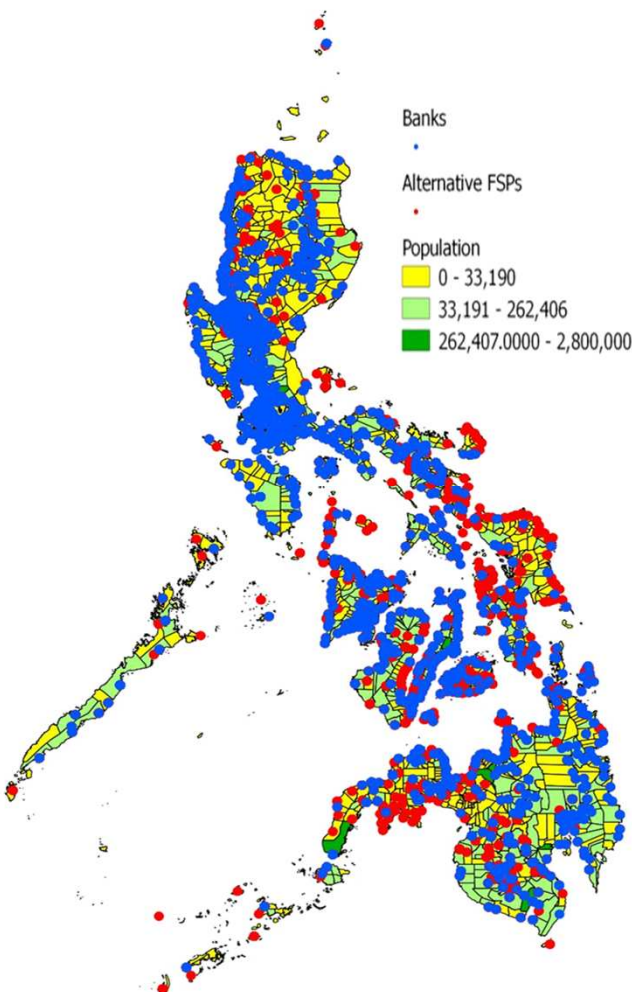 Banks
Alternative FSPs
Population
0 - 33,190
33,191 - 262,406
262,407.0000 - 2,800,000